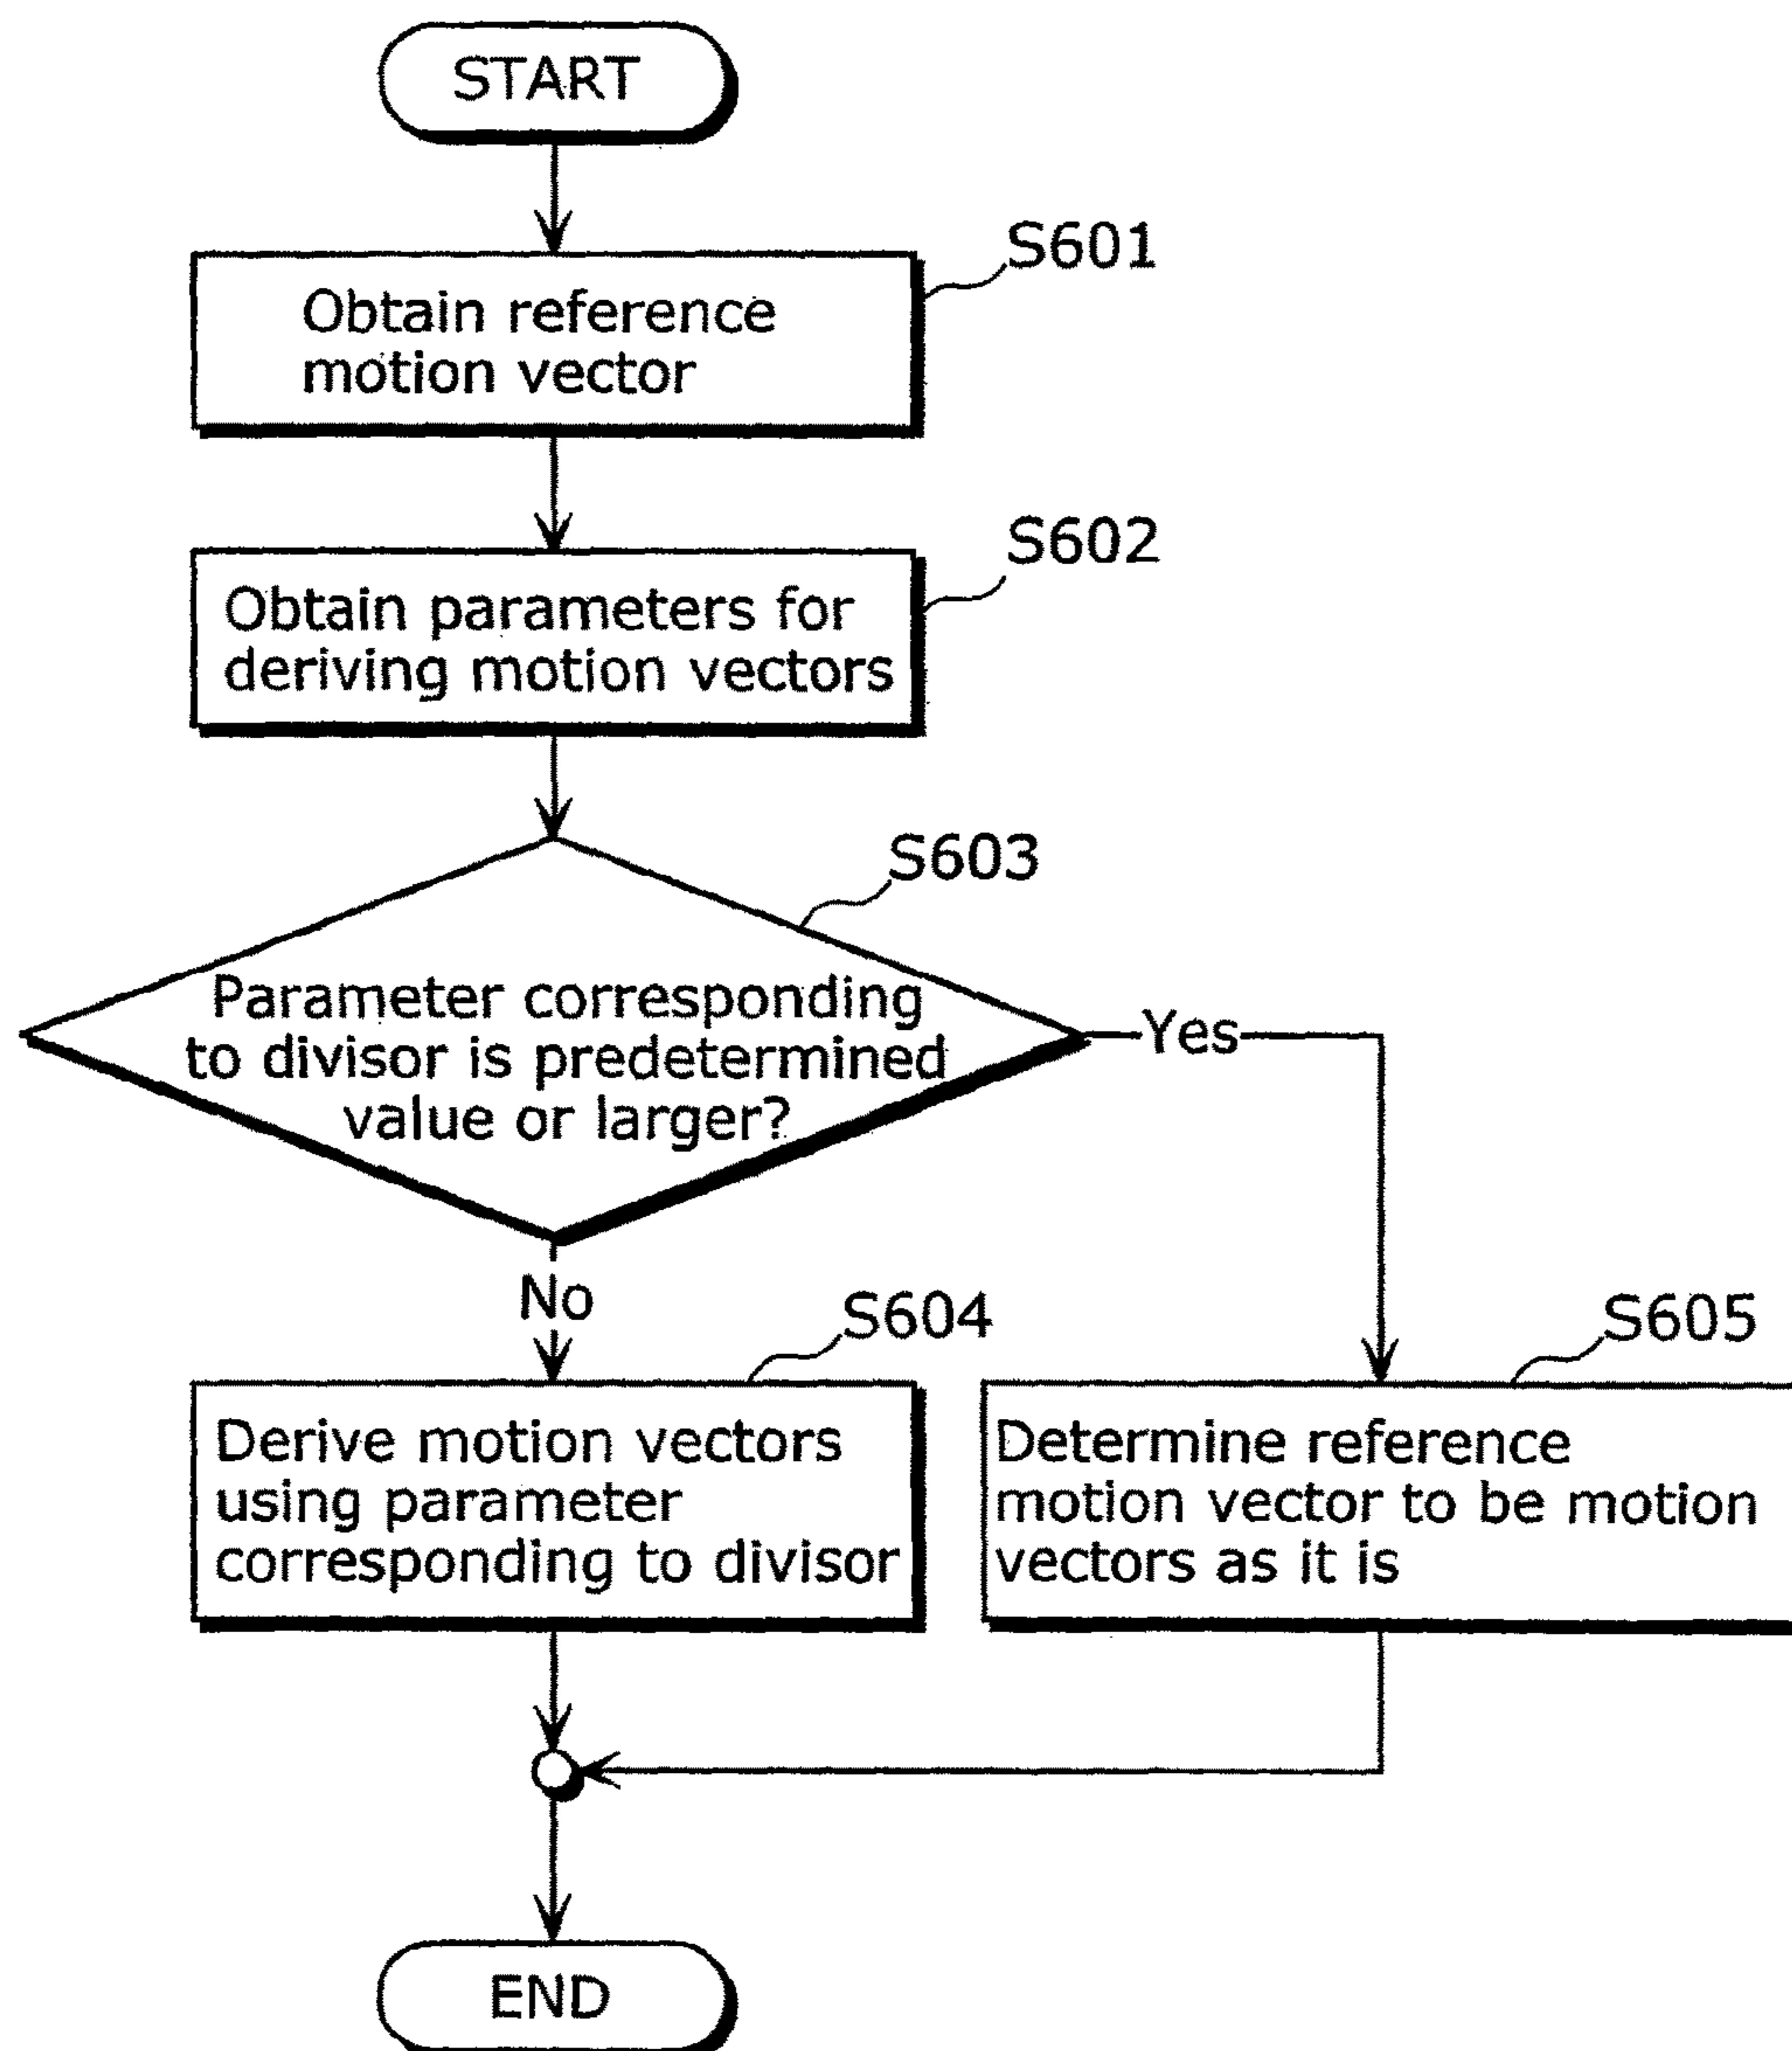 START
S601
Obtain reference
motion vector
S602
Obtain parameters for
deriving motion vectors
S603
Parameter corresponding
to divisor is predetermined
value or larger?
Yes
No
S604
Derive motion vectors
using parameter
corresponding to divisor
S605
Determine reference
motion vector to be motion
vectors as it is
END